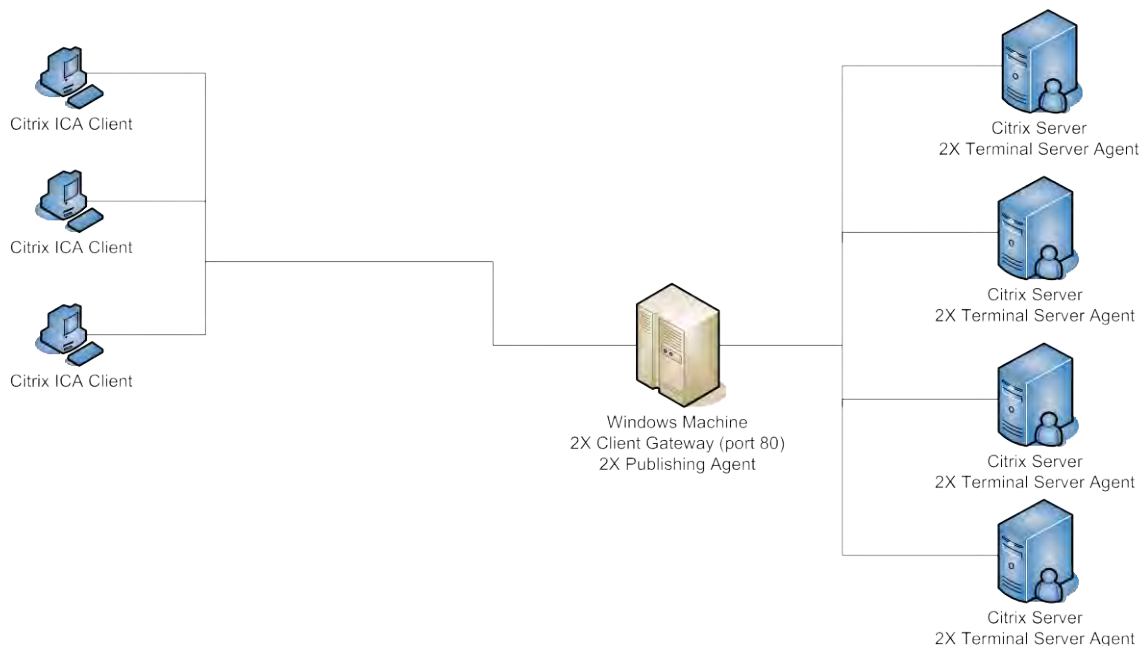 Citrix ICA Client
Citrix ICA Client
Citrix ICA Client
Windows Machine
2X Client Gateway (port 80)
2X Publishing Agent
Citrix Server
2X Terminal Server Agent
Citrix Server
2X Terminal Server Agent
Citrix Server
2X Terminal Server Agent
Citrix Server
2X Terminal Server Agent